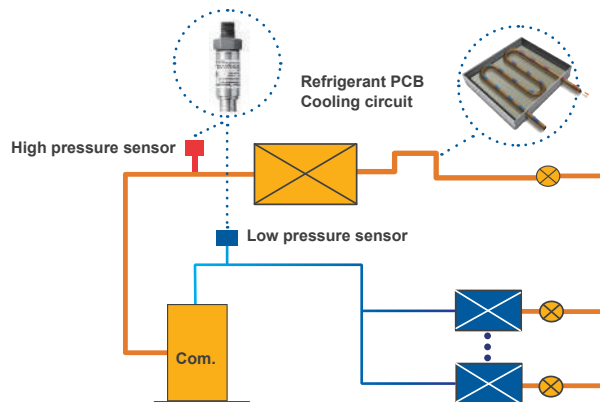 Refrigerant PCB
Cooling circuit
High pressure sensor
Low pressure sensor
Com.